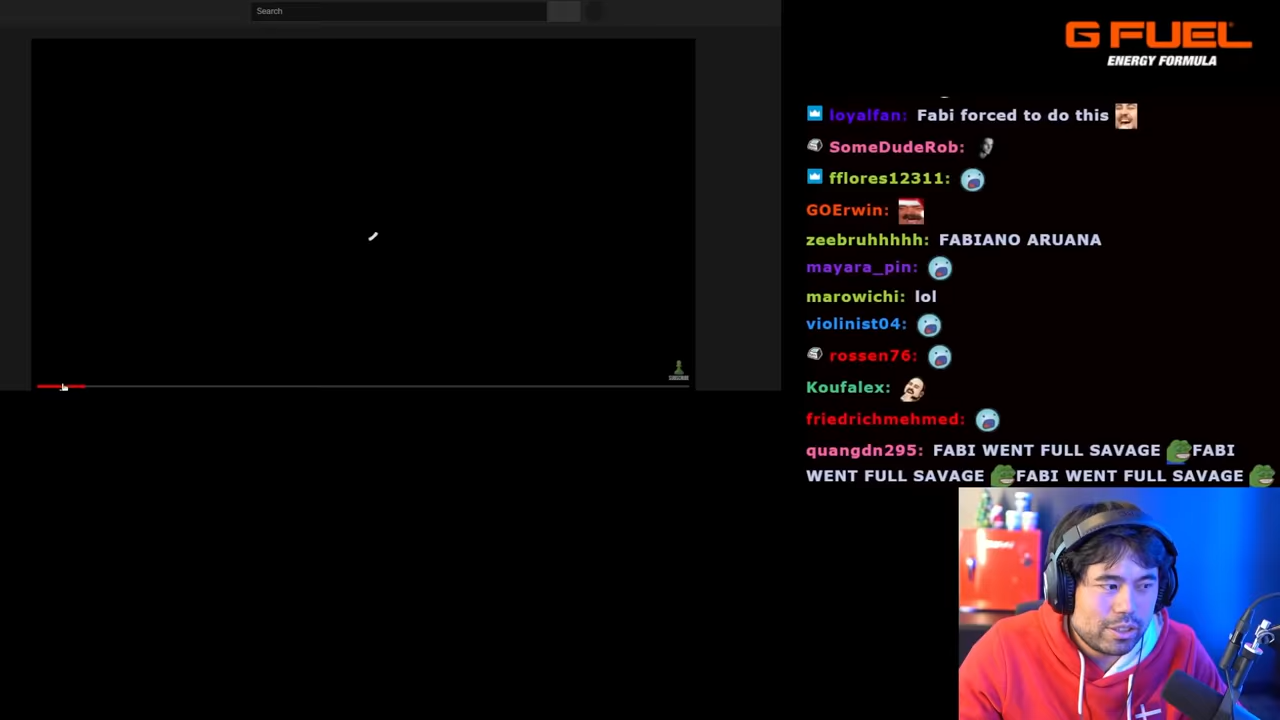 Search
G FUEL
ENERGY FORMULA
loyalfan: Fabi forced to do this
SomeDudeRob:
fflores12311:
GOErwin:
zeebruhhhhh: FABIANO ARUANA
mayara_pin:
marowichi: lol
violinist04:
rossen76:
Koufalex:
friedrichmehmed:
quangdn295: FABI WENT FULL SAVAGE FABI
WENT FULL SAVAGE FABI WENT FULL SAVAGE